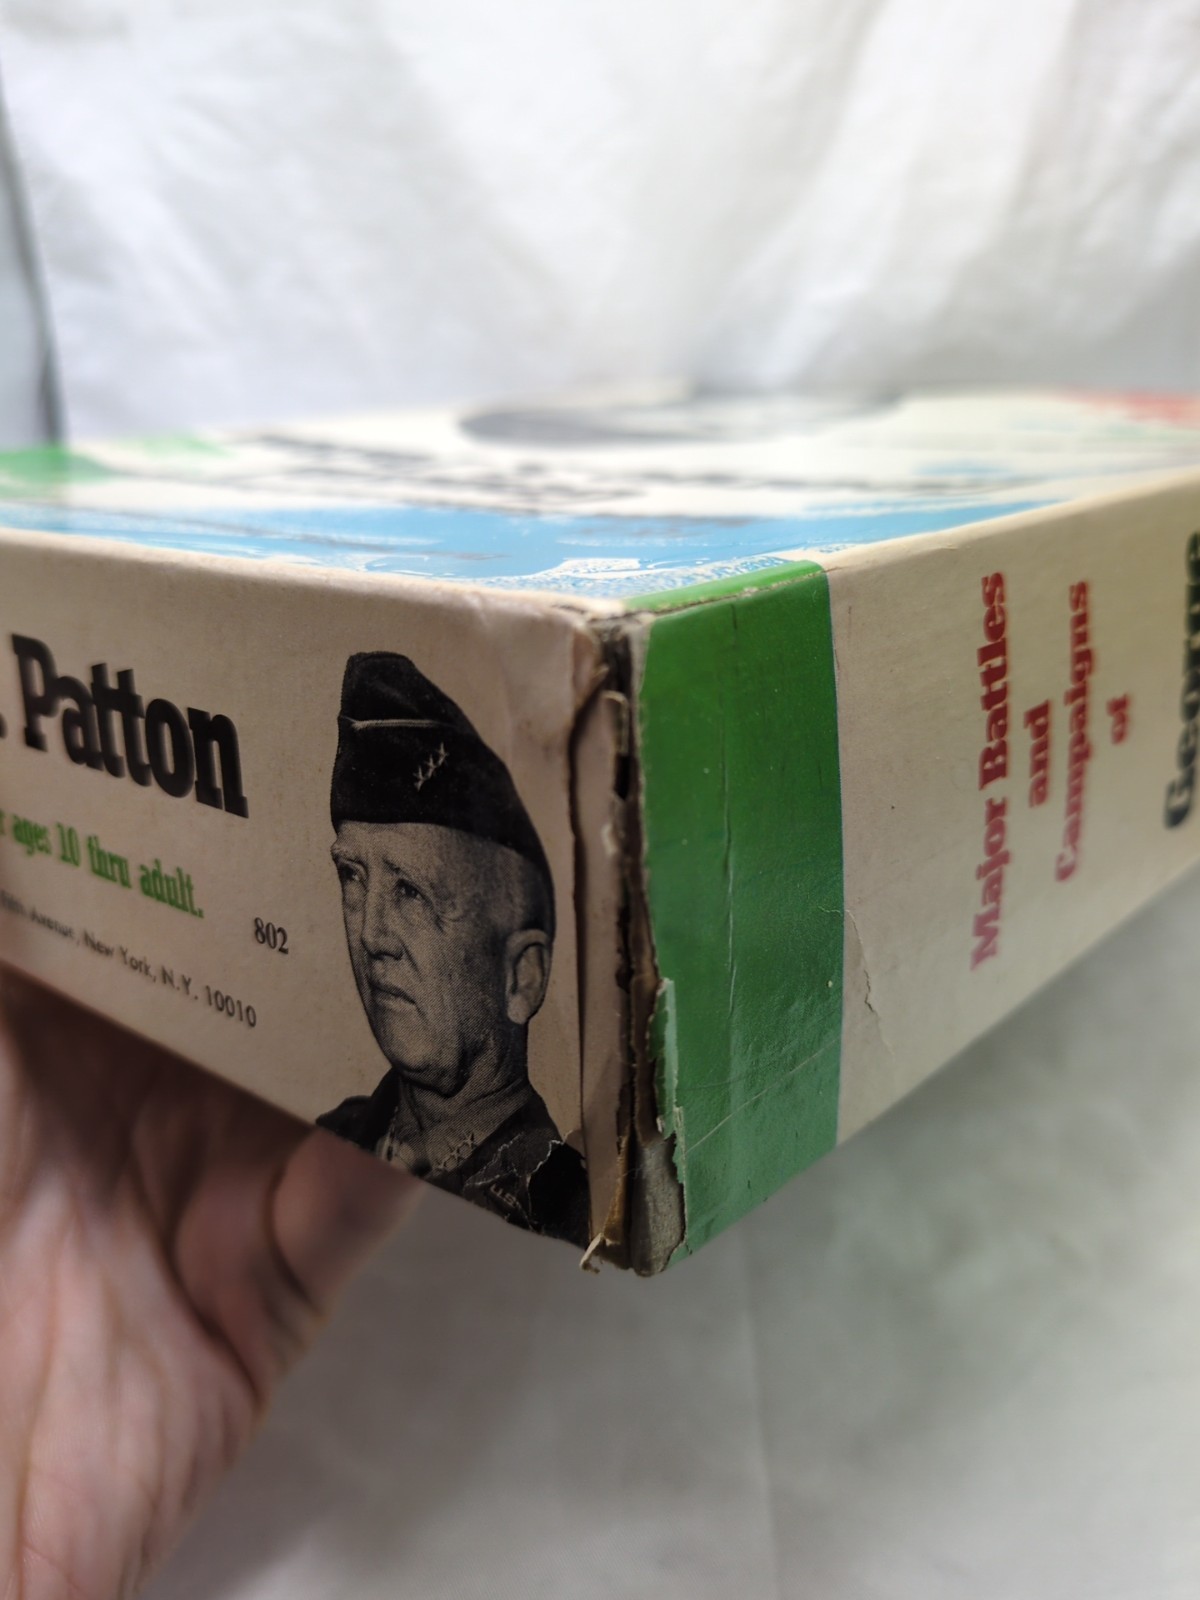 . Patton
ages 10 thru adult.
802
Avenue, New York, N.Y. 10010
U.S.
Major Battles
and
Campaigns
of
George